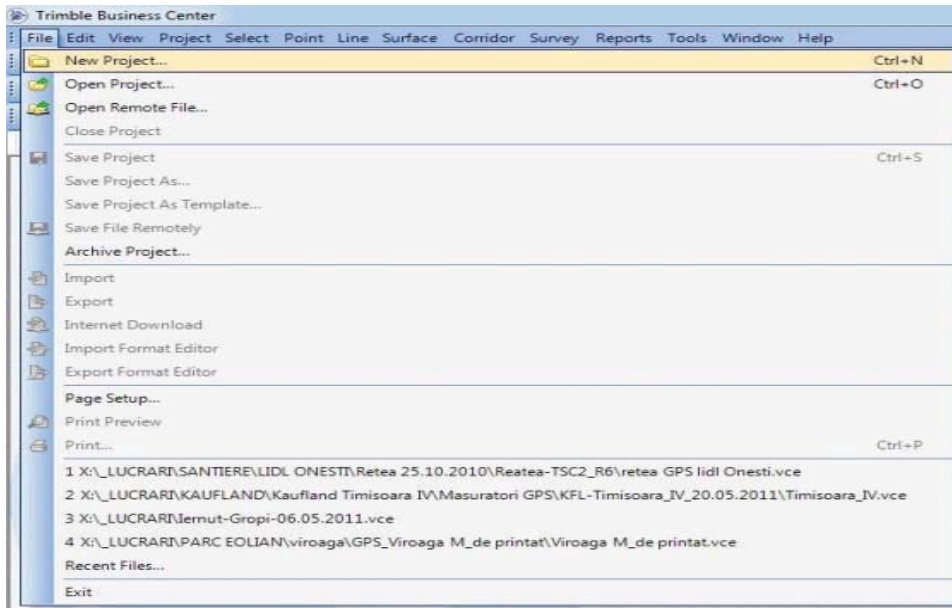 Trimble Business Center
File Edit View Project Select Point Line Surface Corridor Survey Reports Tools Window Help
New Project... Ctrl+N
Open Project... Ctrl+O
Open Remote File...
Close Project
Save Project Ctrl+S
Save Project As...
Save Project As Template...
Save File Remotely
Archive Project...
Import
Export
Internet Download
Import Format Editor
Export Format Editor
Page Setup...
Print Preview
Print... Ctrl+P
1 X:\_LUCRARI\SANTIERE\LIDL ONESTI\Retea 25.10.2010\Reatea-TSC2_R6\retea GPS lidl Onesti.vce
2 X:\_LUCRARI\KAUFLAND\Kaufland Timisoara IV\Masuratori GPS\KFL-Timisoara_IV_20.05.2011\Timisoara_IV.vce
3 X:\_LUCRARI\Iernut-Gropi-06.05.2011.vce
4 X:\_LUCRARI\PARC EOLIAN\viroaga\GPS_Viroaga M_de printat\Viroaga M_de printat.vce
Recent Files...
Exit